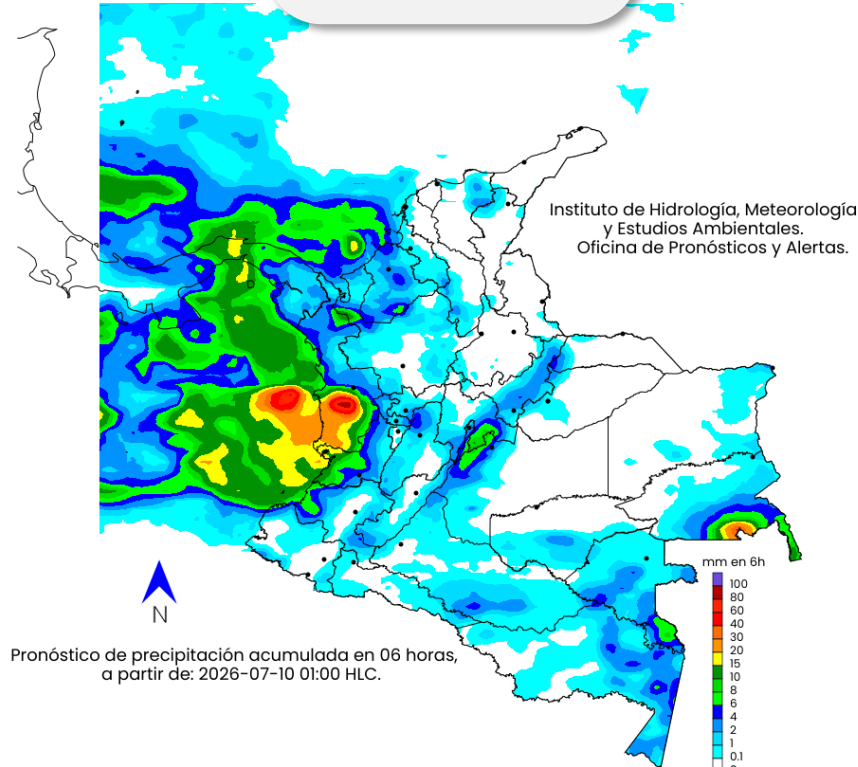 Instituto de Hidrología, Meteorología
y Estudios Ambientales.
Oficina de Pronósticos y Alertas.
mm en 6h
100
80
60
40
30
20
15
10
8
6
4
2
1
0.1
N
Pronóstico de precipitación acumulada en 06 horas,
a partir de: 2026-07-10 01:00 HLC.